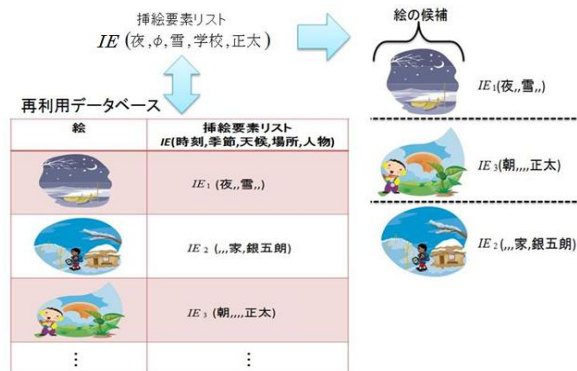 挿絵要素リスト
IE (夜,φ,雪,学校,正太)
絵の候補
IE₁(夜,,雪,,)
IE₃(朝,,,,正太)
IE₂(,,,家,銀五朗)
再利用データベース
絵
挿絵要素リスト
IE(時刻,季節,天候,場所,人物)
IE₁ (夜,,雪,,)
IE₂ (,,,家,銀五朗)
IE₃ (朝,,,,正太)
⋮
⋮